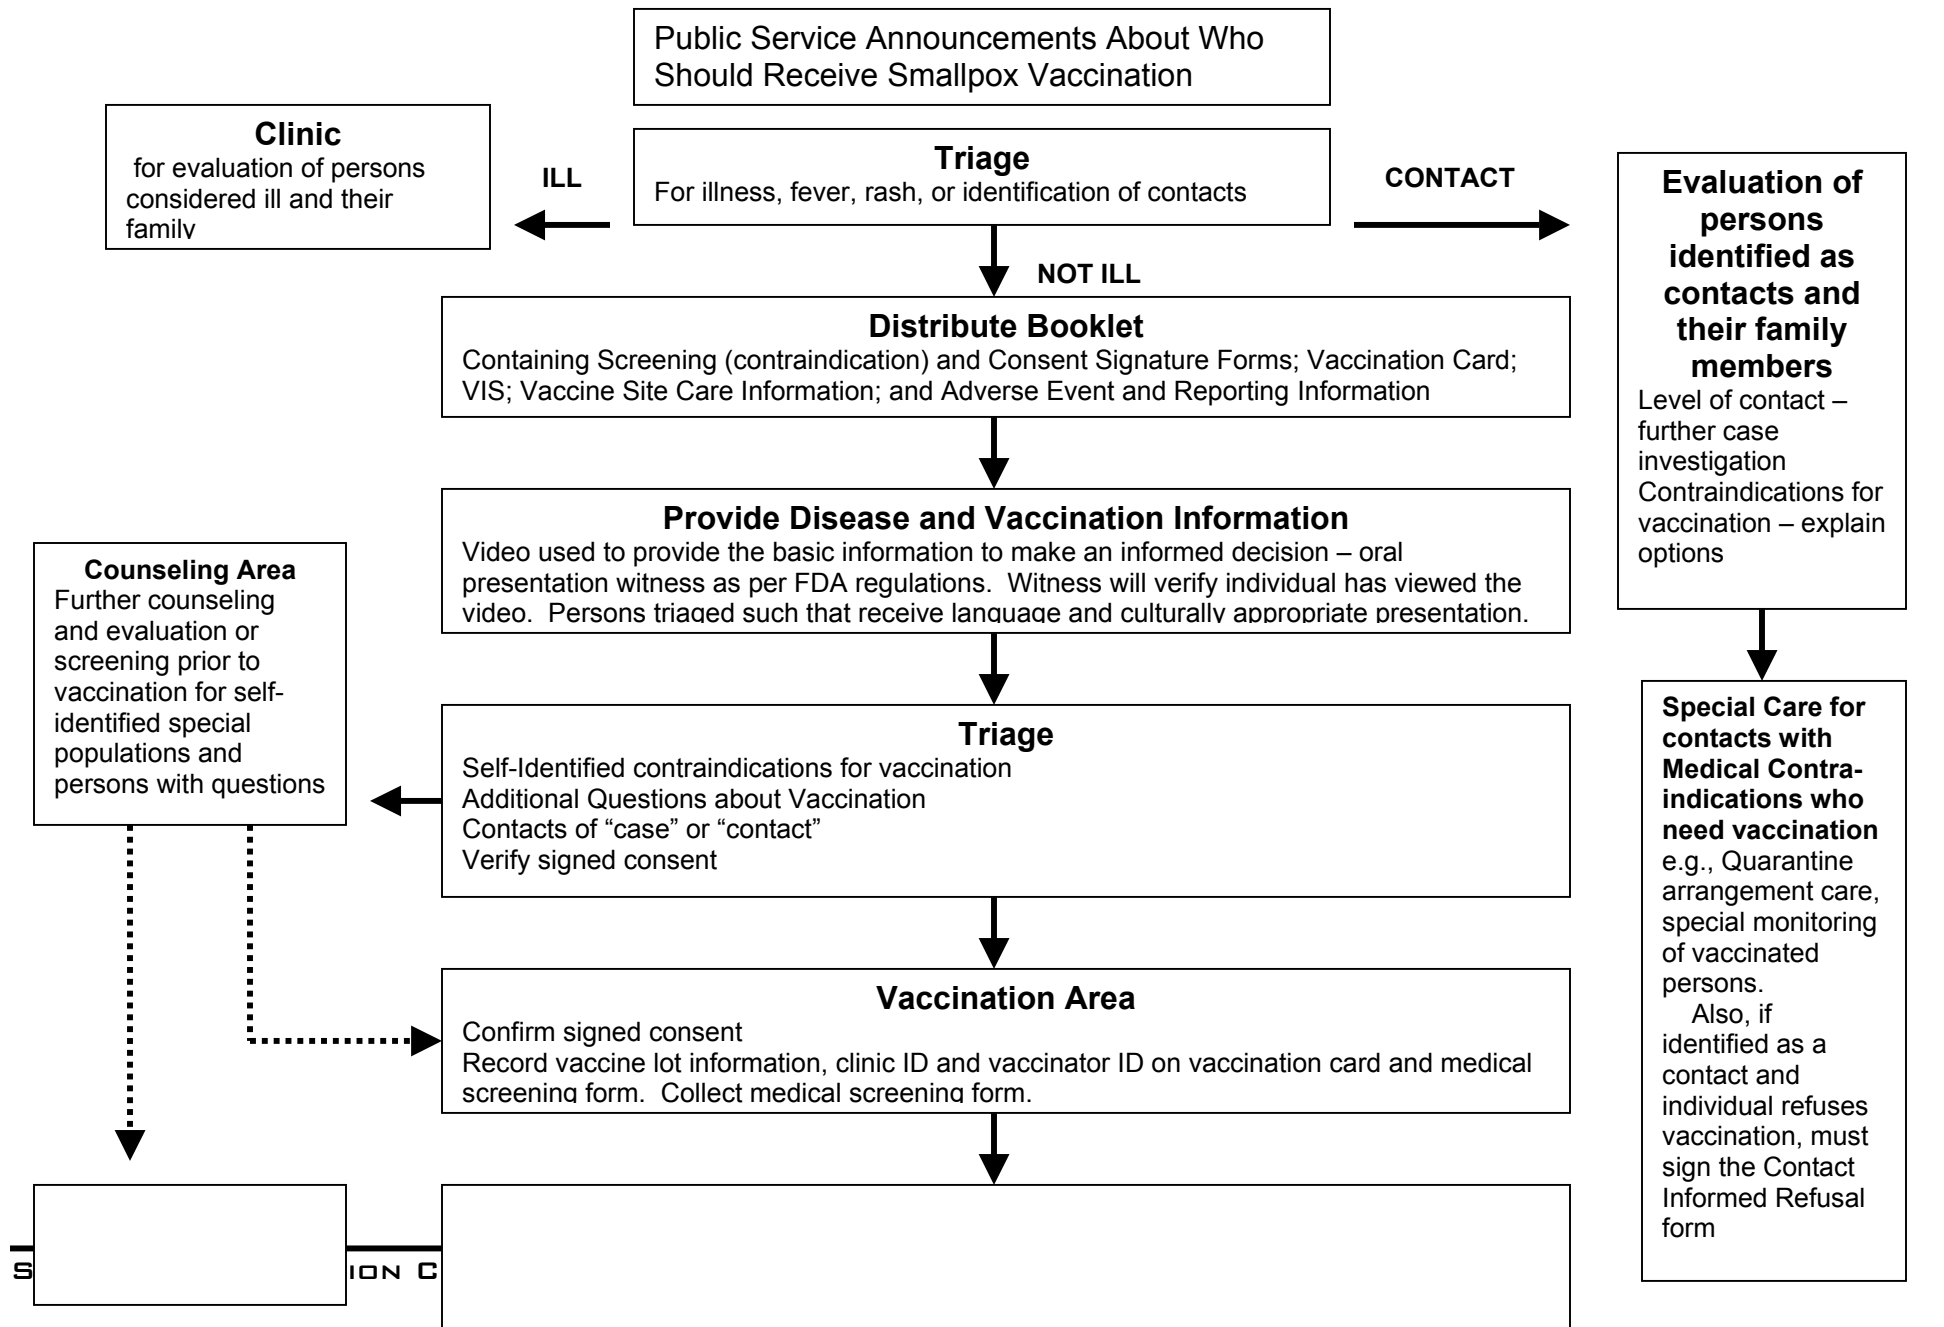 Public Service Announcements About Who
Should Receive Smallpox Vaccination
Clinic
for evaluation of persons
considered ill and their
family
ILL
Triage
For illness, fever, rash, or identification of contacts
CONTACT
NOT ILL
Evaluation of
persons
identified as
contacts and
their family
members
Level of contact –
further case
investigation
Contraindications for
vaccination – explain
options
Distribute Booklet
Containing Screening (contraindication) and Consent Signature Forms; Vaccination Card;
VIS; Vaccine Site Care Information; and Adverse Event and Reporting Information
Provide Disease and Vaccination Information
Video used to provide the basic information to make an informed decision – oral
presentation witness as per FDA regulations.  Witness will verify individual has viewed the
video.  Persons triaged such that receive language and culturally appropriate presentation.
Counseling Area
Further counseling
and evaluation or
screening prior to
vaccination for self-
identified special
populations and
persons with questions
Triage
Self-Identified contraindications for vaccination
Additional Questions about Vaccination
Contacts of “case” or “contact”
Verify signed consent
Special Care for
contacts with
Medical Contra-
indications who
need vaccination
e.g., Quarantine
arrangement care,
special monitoring
of vaccinated
persons.
Also, if
identified as a
contact and
individual refuses
vaccination, must
sign the Contact
Informed Refusal
form
Vaccination Area
Confirm signed consent
Record vaccine lot information, clinic ID and vaccinator ID on vaccination card and medical
screening form.  Collect medical screening form.
S
ION C